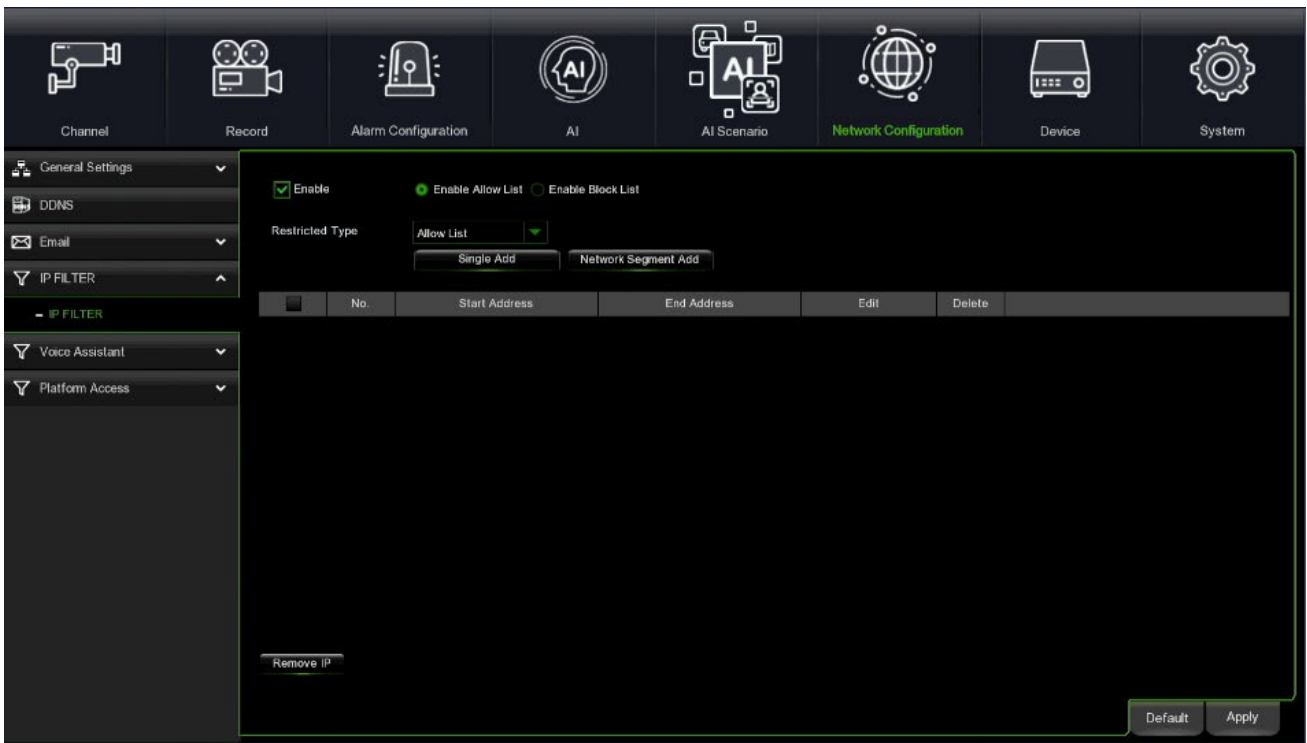 Channel Record Alarm Configuration AI AI Scenario Network Configuration Device System
General Settings
DDNS
Email
IP FILTER
IP FILTER
Voice Assistant
Platform Access
Enable Enable Allow List Enable Block List
Restricted Type Allow List
Single Add Network Segment Add
No. Start Address End Address Edit Delete
Remove IP
Default Apply